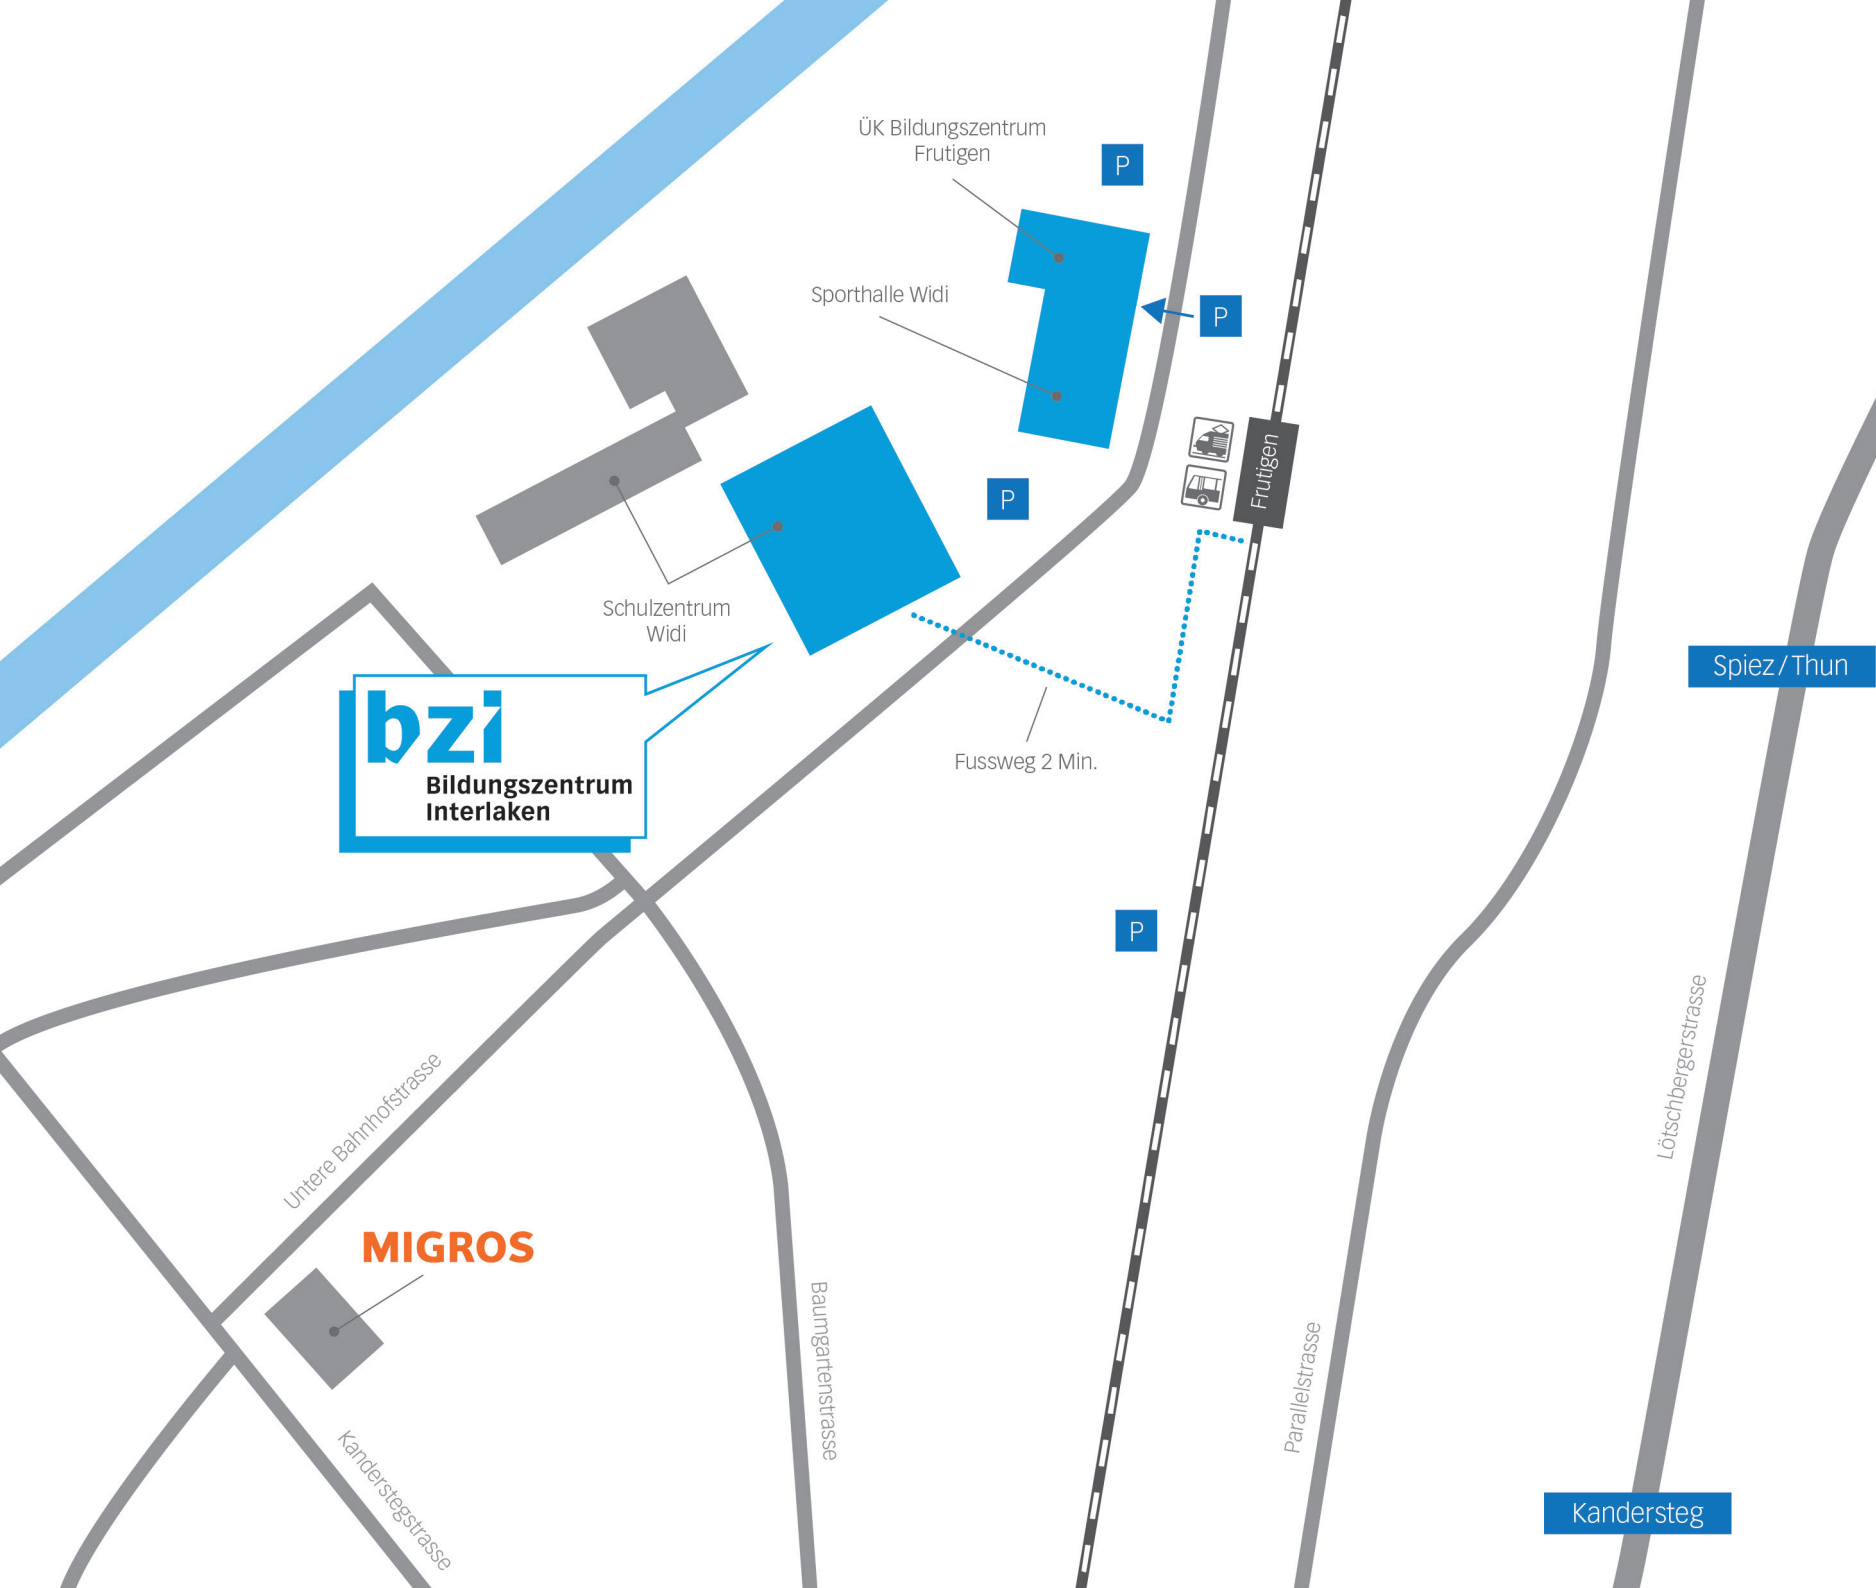 ÜK Bildungszentrum
Frutigen
P
Sporthalle Widi
P
Frutigen
P
Schulzentrum
Widi
Spiez/Thun
bzi
Bildungszentrum
Interlaken
Fussweg 2 Min.
P
Lötschbergerstrasse
Untere Bahnhofstrasse
MIGROS
Baumgartenstrasse
Parallelstrasse
Kanderstegstrasse
Kandersteg